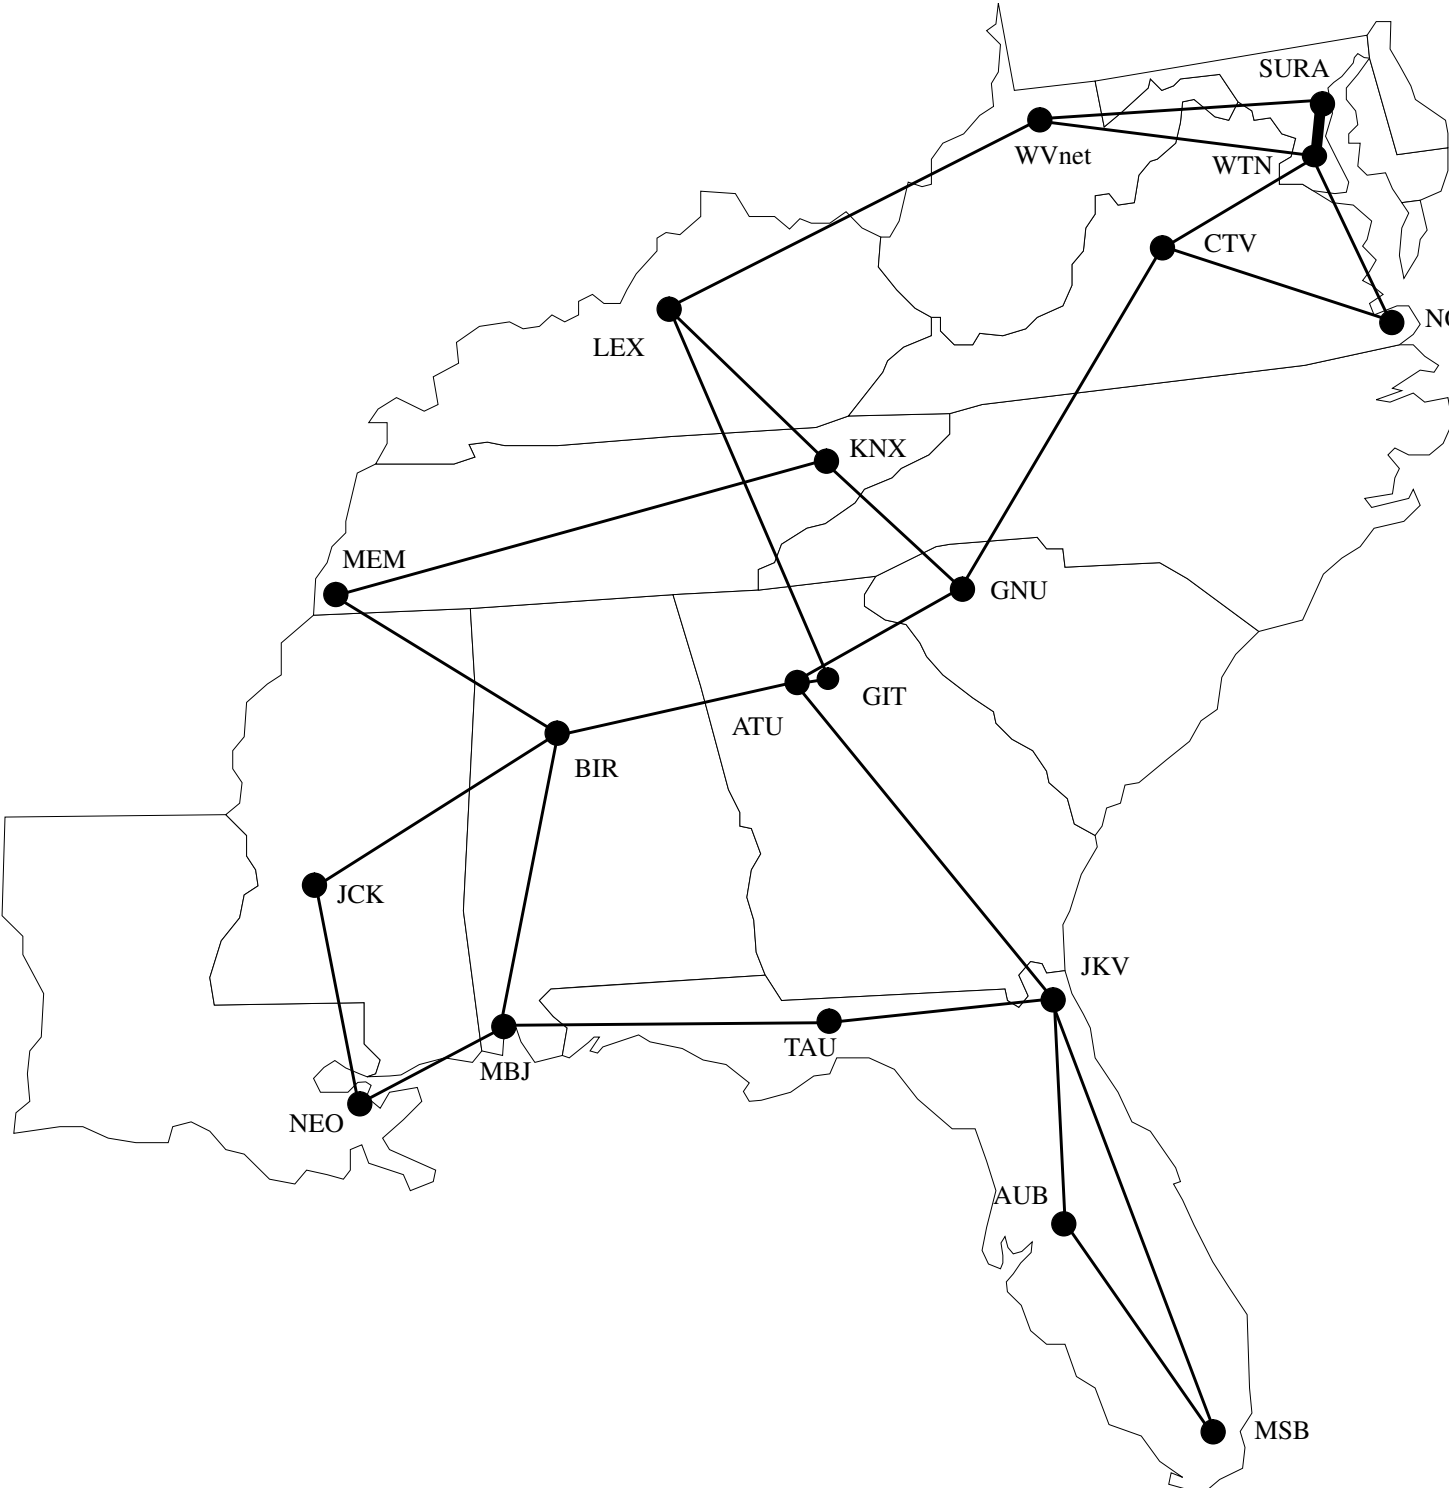 SURA
WVnet
WTN
CTV
LEX
KNX
MEM
GNU
GIT
ATU
BIR
JCK
JKV
TAU
MBJ
NEO
AUB
MSB